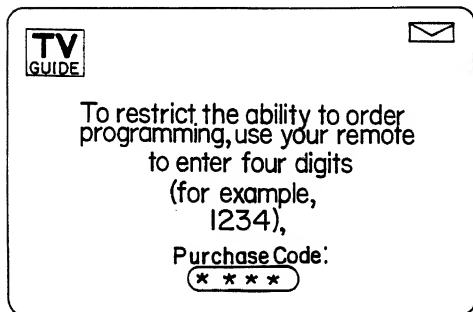 TV
GUIDE
To restrict the ability to order
programming, use your remote
to enter four digits
(for example,
1234),
Purchase Code:
* * * *